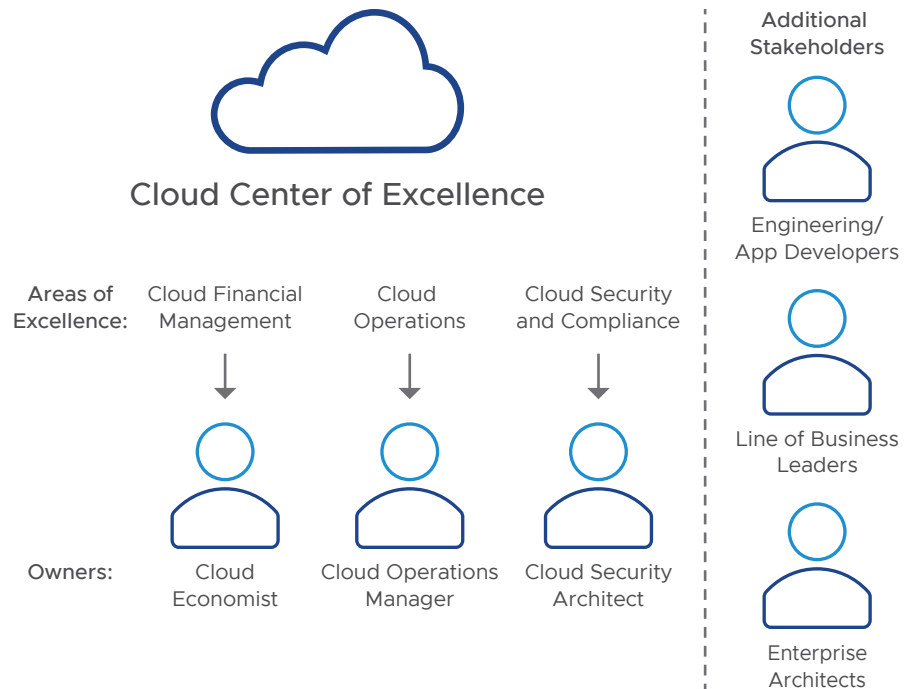 Cloud Center of Excellence
Areas of
Excellence:
Cloud Financial
Management
Cloud
Operations
Cloud Security
and Compliance
Owners:
Cloud
Economist
Cloud Operations
Manager
Cloud Security
Architect
Additional
Stakeholders
Engineering/
App Developers
Line of Business
Leaders
Enterprise
Architects